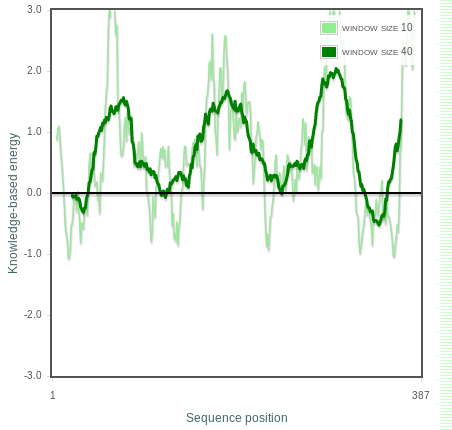 3.0
WINDOW SIZE 10
WINDOW SIZE 40
2.0
1.0
0.0
-1.0
-2.0
-3.0
Knowledge-based energy
1
387
Sequence position